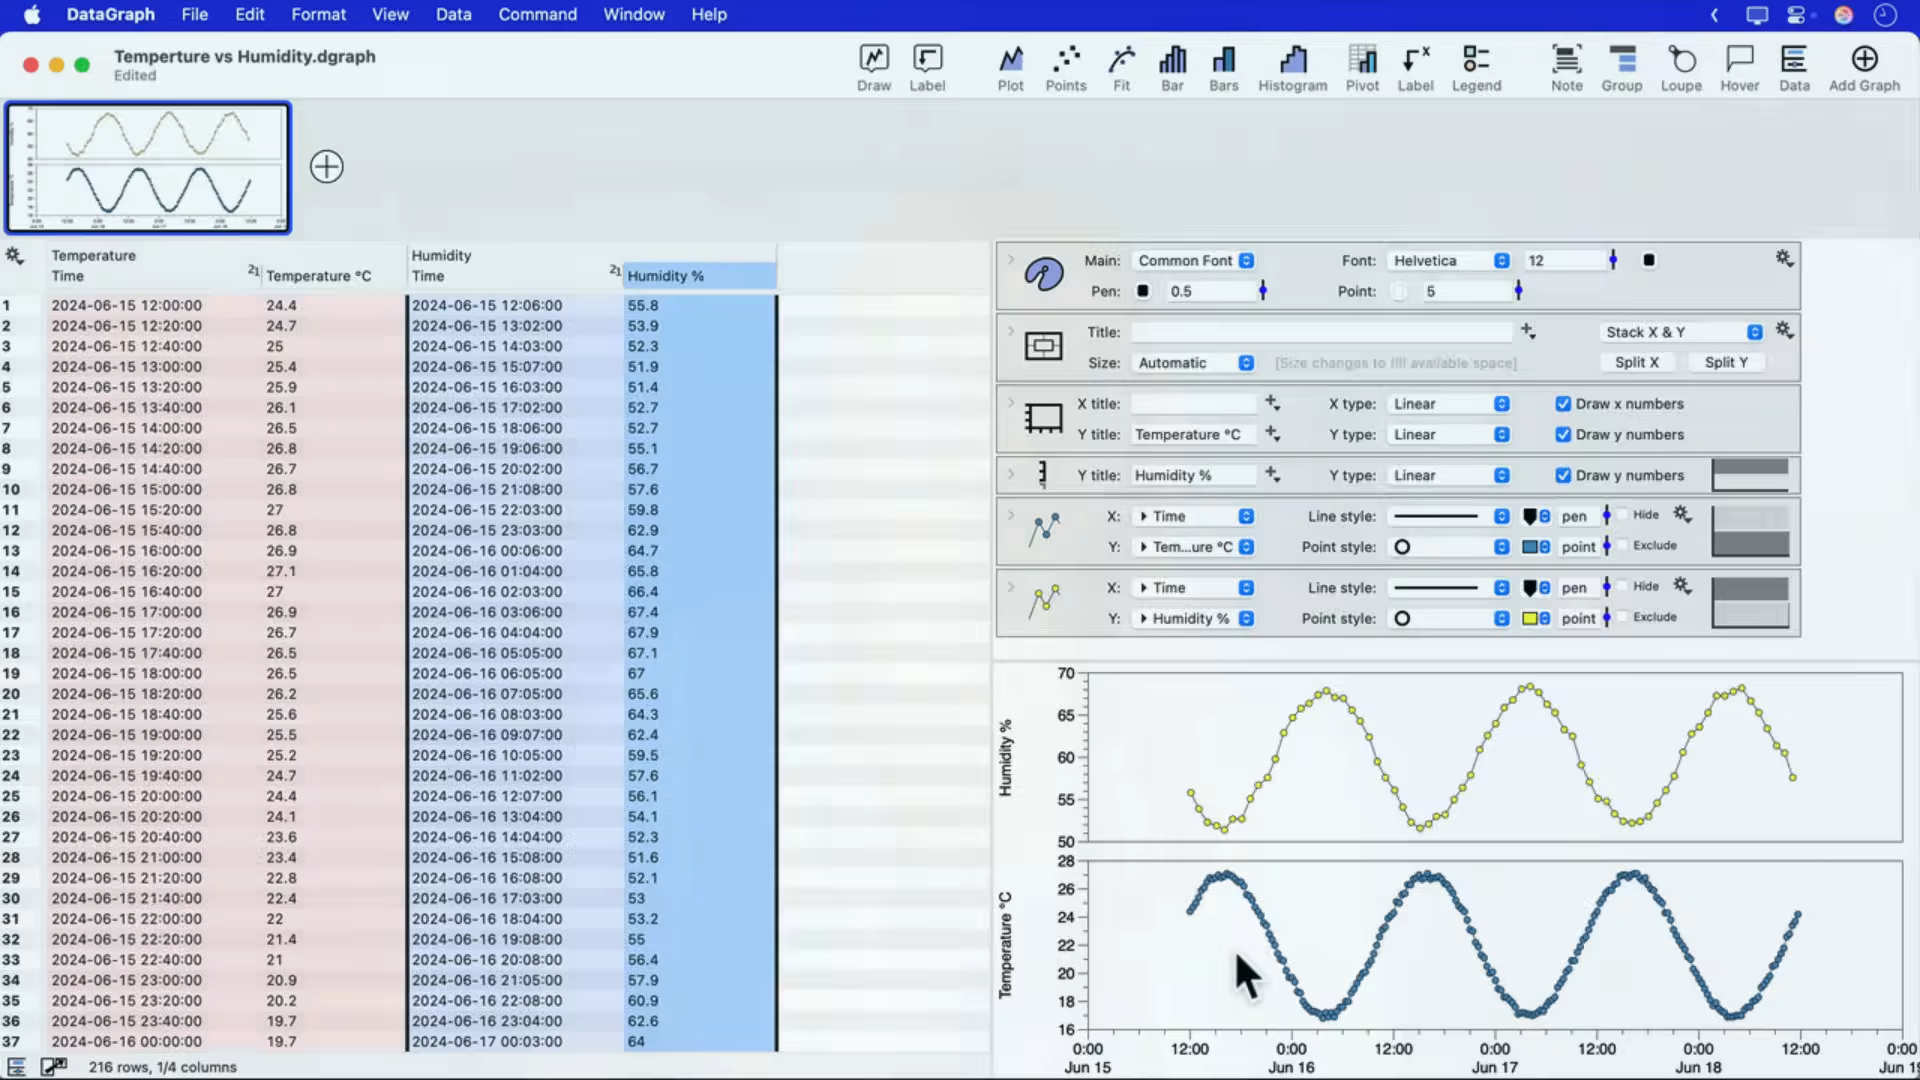 DataGraph File Edit Format View Data Command Window Help
Temperture vs Humidity.dgraph
Edited
Draw Label Plot Points Fit Bar Bars Histogram Pivot Label Legend Note Group Loupe Hover Data Add Graph
Temperature Humidity
Time Temperature °C Time Humidity %
1 2024-06-15 12:00:00 24.4 2024-06-15 12:06:00 55.8
2 2024-06-15 12:20:00 24.7 2024-06-15 13:02:00 53.9
3 2024-06-15 12:40:00 25 2024-06-15 14:03:00 52.3
4 2024-06-15 13:00:00 25.4 2024-06-15 15:07:00 51.9
5 2024-06-15 13:20:00 25.9 2024-06-15 16:03:00 51.4
6 2024-06-15 13:40:00 26.1 2024-06-15 17:02:00 52.7
7 2024-06-15 14:00:00 26.5 2024-06-15 18:06:00 52.7
8 2024-06-15 14:20:00 26.8 2024-06-15 19:06:00 55.1
9 2024-06-15 14:40:00 26.7 2024-06-15 20:02:00 56.7
10 2024-06-15 15:00:00 26.8 2024-06-15 21:08:00 57.6
11 2024-06-15 15:20:00 27 2024-06-15 22:03:00 59.8
12 2024-06-15 15:40:00 26.8 2024-06-15 23:03:00 62.9
13 2024-06-15 16:00:00 26.9 2024-06-16 00:06:00 64.7
14 2024-06-15 16:20:00 27.1 2024-06-16 01:04:00 65.8
15 2024-06-15 16:40:00 27 2024-06-16 02:03:00 66.4
16 2024-06-15 17:00:00 26.9 2024-06-16 03:06:00 67.4
17 2024-06-15 17:20:00 26.7 2024-06-16 04:04:00 67.9
18 2024-06-15 17:40:00 26.5 2024-06-16 05:05:00 67.1
19 2024-06-15 18:00:00 26.5 2024-06-16 06:05:00 67
20 2024-06-15 18:20:00 26.2 2024-06-16 07:05:00 65.6
21 2024-06-15 18:40:00 25.6 2024-06-16 08:03:00 64.3
22 2024-06-15 19:00:00 25.5 2024-06-16 09:07:00 62.4
23 2024-06-15 19:20:00 25.2 2024-06-16 10:05:00 59.5
24 2024-06-15 19:40:00 24.7 2024-06-16 11:02:00 57.6
25 2024-06-15 20:00:00 24.4 2024-06-16 12:07:00 56.1
26 2024-06-15 20:20:00 24.1 2024-06-16 13:04:00 54.1
27 2024-06-15 20:40:00 23.6 2024-06-16 14:04:00 52.3
28 2024-06-15 21:00:00 23.4 2024-06-16 15:08:00 51.6
29 2024-06-15 21:20:00 22.8 2024-06-16 16:08:00 52.1
30 2024-06-15 21:40:00 22.4 2024-06-16 17:03:00 53
31 2024-06-15 22:00:00 22 2024-06-16 18:04:00 53.2
32 2024-06-15 22:20:00 21.4 2024-06-16 19:08:00 55
33 2024-06-15 22:40:00 21 2024-06-16 20:08:00 56.4
34 2024-06-15 23:00:00 20.9 2024-06-16 21:05:00 57.9
35 2024-06-15 23:20:00 20.2 2024-06-16 22:08:00 60.9
36 2024-06-15 23:40:00 19.7 2024-06-16 23:04:00 62.6
37 2024-06-16 00:00:00 19.7 2024-06-17 00:03:00 64
216 rows, 1/4 columns
Main: Common Font Font: Helvetica 12
Pen: 0.5 Point: 5
Title: Stack X & Y
Size: Automatic [Size changes to fill available space] Split X Split Y
X title: X type: Linear Draw x numbers
Y title: Temperature °C Y type: Linear Draw y numbers
Y title: Humidity % Y type: Linear Draw y numbers
X: Time Line style: pen Hide
Y: Tem...ure °C Point style: point Exclude
X: Time Line style: pen Hide
Y: Humidity % Point style: point Exclude
70
65
60
55
50
Humidity %
28
26
24
22
20
18
16
Temperature °C
0:00 12:00 0:00 12:00 0:00 12:00 0:00 12:00 0:00
Jun 15 Jun 16 Jun 17 Jun 18